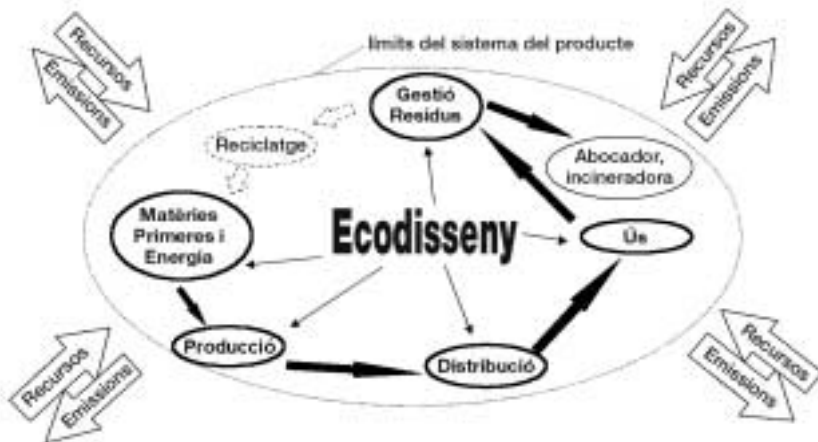 Recursos
Emissions
límits del sistema del producte
Recursos
Emissions
Gestió
Residus
Reciclatge
Abocador,
incineradora
Matèries
Primeres i
Energía
Ecodisseny
Ús
Producció
Distribució
Recursos
Emissions
Recursos
Emissions